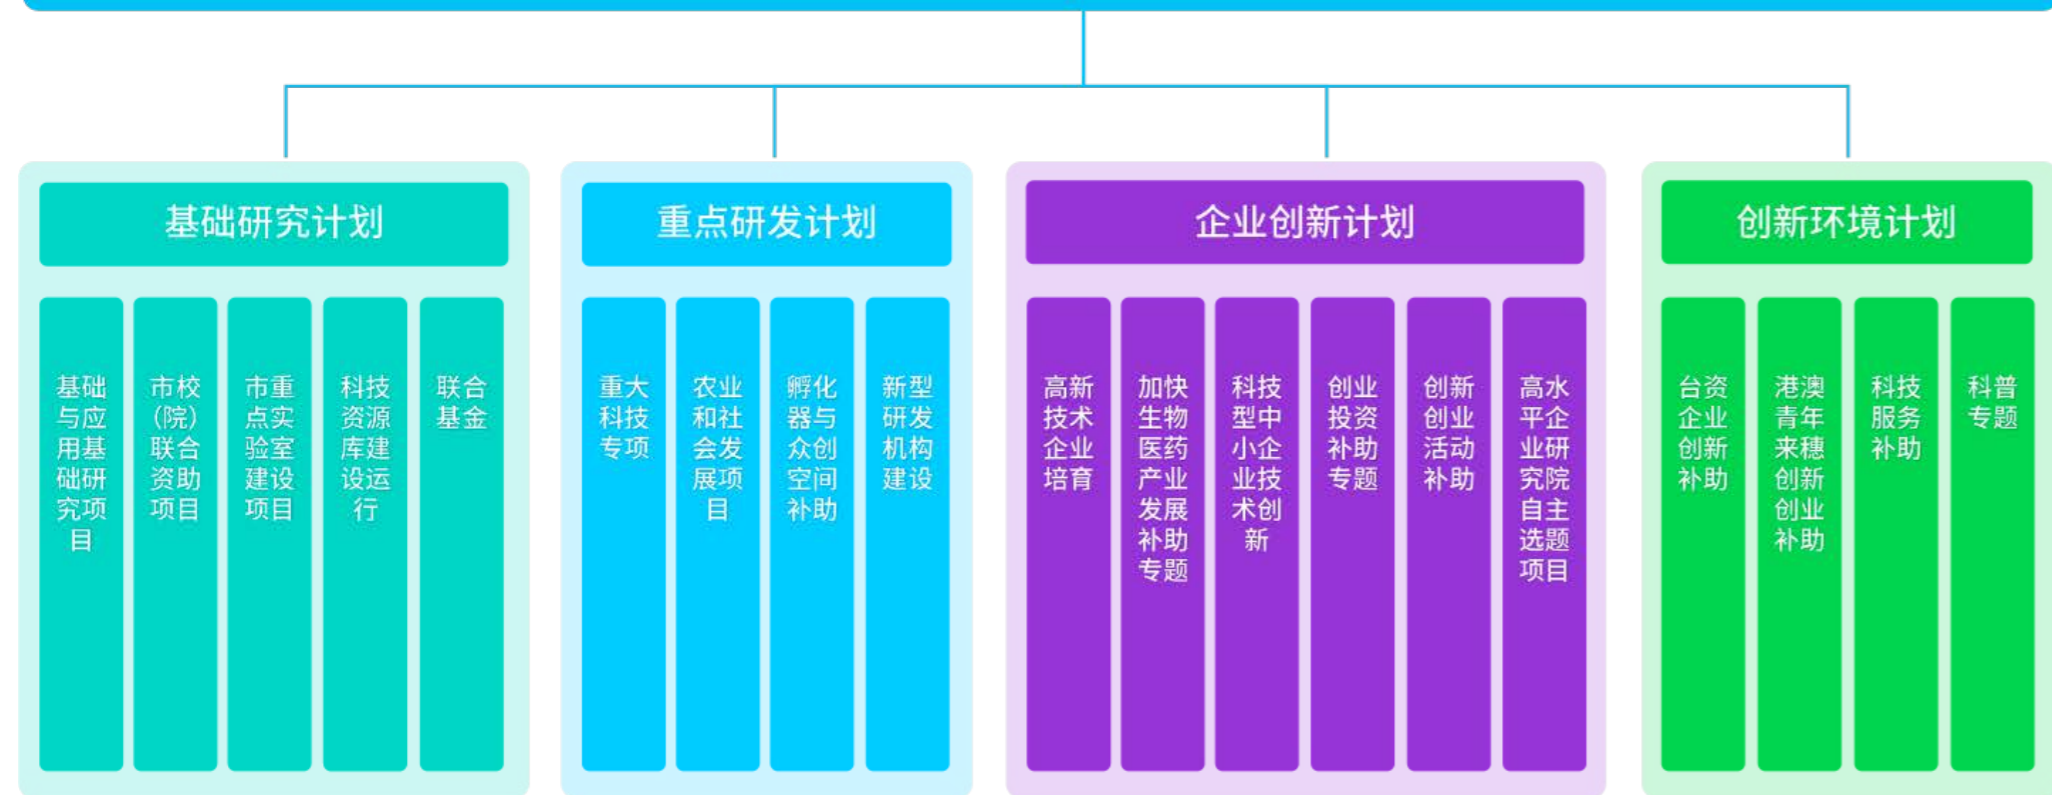 基础研究计划
基础
与应
用基
础研
究项
目
市校
（院）
联合
资助
项目
市重
点实
验室
建设
项目
科技
资源
库建
设运
行
联合
基金
重点研发计划
重大
科技
专项
农业
和社
会发
展项
目
孵化
器与
众创
空间
补助
新型
研发
机构
建设
企业创新计划
高新
技术
企业
培育
加快
生物
医药
产业
发展
补助
专题
科技
型中
小企
业技
术创
新
创业
投资
补助
专题
创新
创业
活动
补助
高水
平企
业研
究院
自主
选题
项目
创新环境计划
台资
企业
创新
补助
港澳
青年
来穗
创新
创业
补助
科技
服务
补助
科普
专题